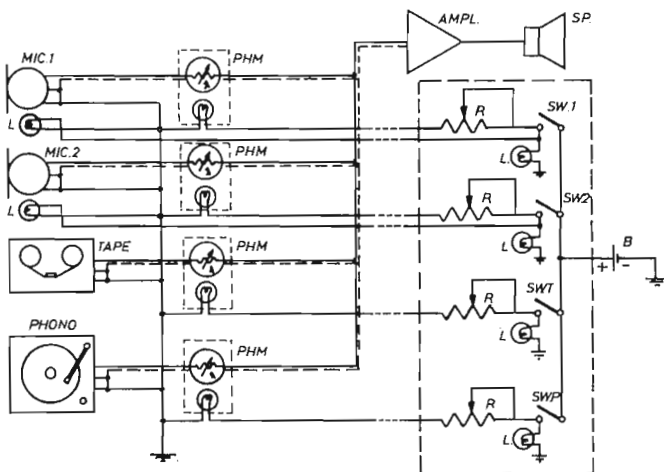 AMPL. SP.
MIC.1 PHM
R SW.1
L L.
MIC.2 PHM
R SW2
L L.
TAPE PHM
B
+ -
R SWT
L.
PHONO PHM
R SWP
L.